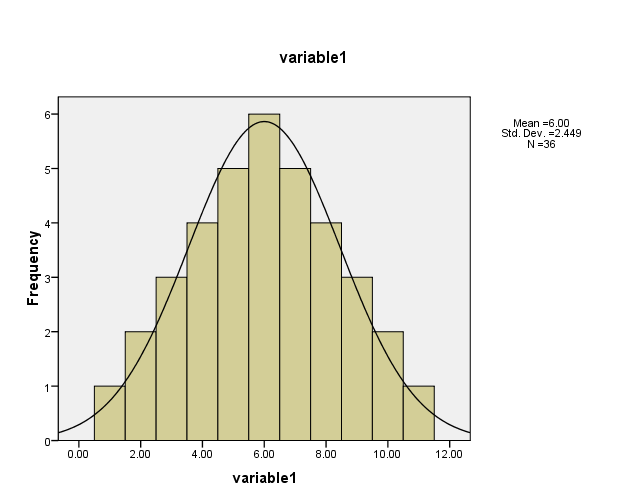 variable1
Mean =6.00
Std. Dev. =2.449
N =36
Frequency
6
5
4
3
2
1
0
0.00 2.00 4.00 6.00 8.00 10.00 12.00
variable1